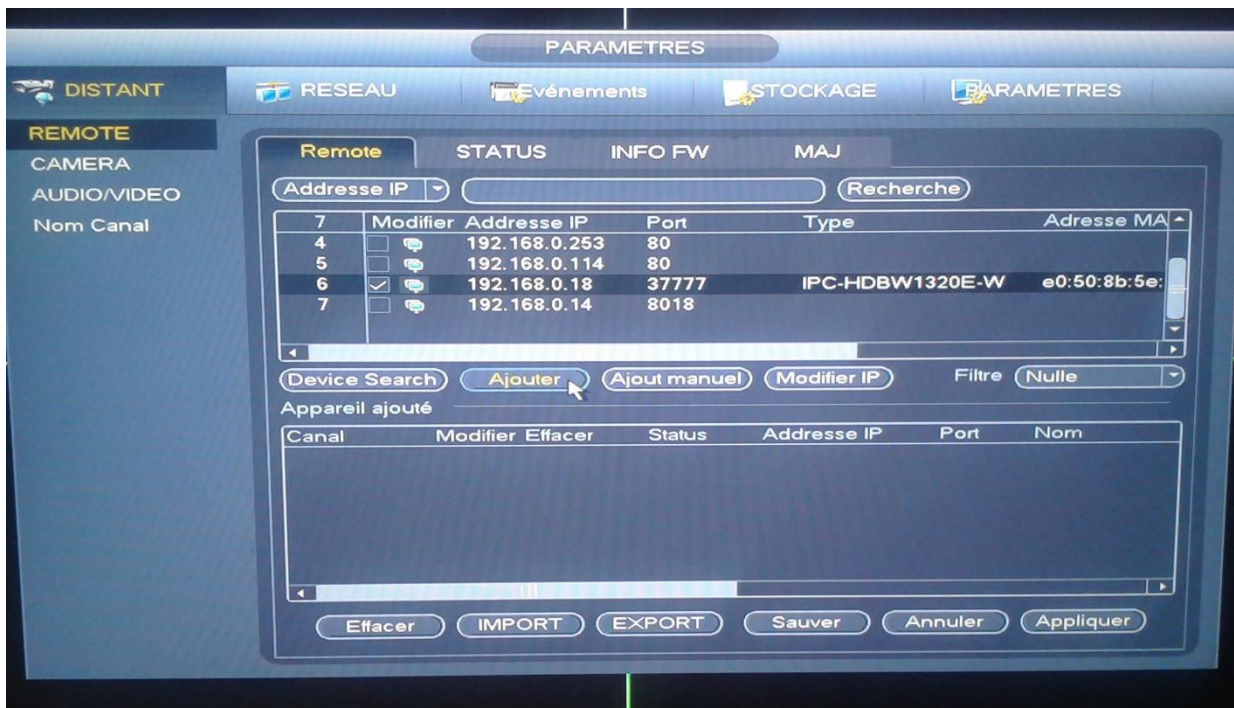 PARAMETRES
DISTANT RESEAU Evénements STOCKAGE PARAMETRES
REMOTE
CAMERA
AUDIO/VIDEO
Nom Canal
Remote STATUS INFO FW MAJ
Addresse IP Recherche
7 Modifier Addresse IP Port Type Adresse MA
4 192.168.0.253 80
5 192.168.0.114 80
6 192.168.0.18 37777 IPC-HDBW1320E-W e0:50:8b:5e:
7 192.168.0.14 8018
Device Search Ajouter Ajout manuel Modifier IP Filtre Nulle
Appareil ajouté
Canal Modifier Effacer Status Addresse IP Port Nom
Effacer IMPORT EXPORT Sauver Annuler Appliquer